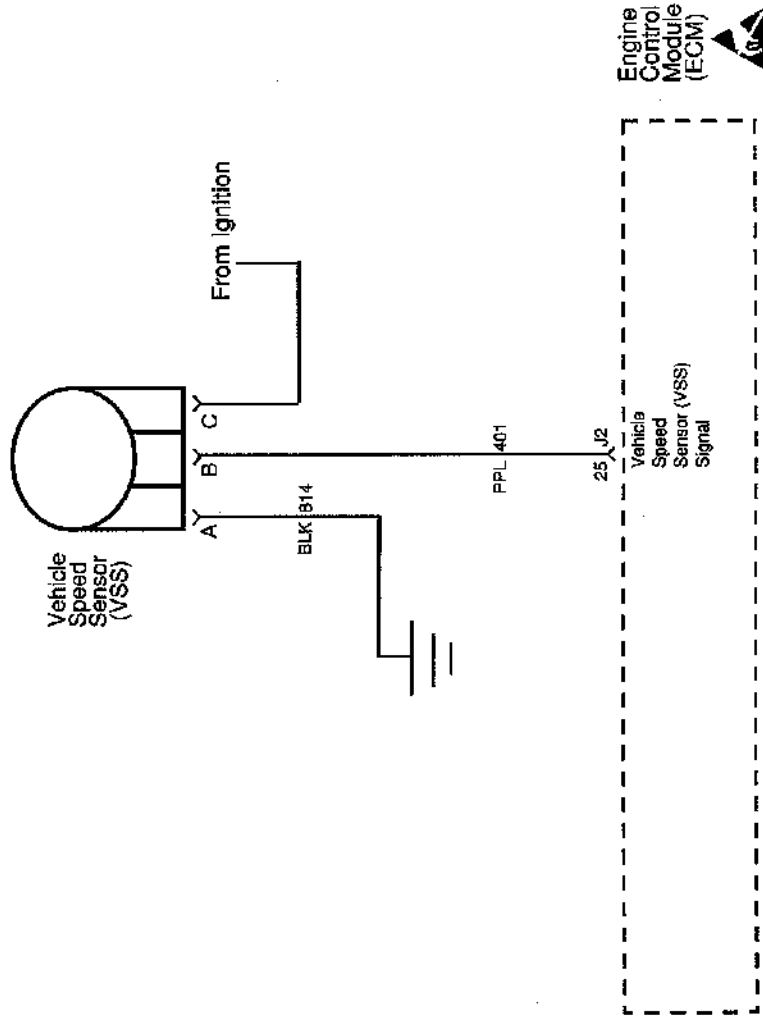 Vehicle
Speed
Sensor
(VSS)
A
B
C
From Ignition
BLK 814
PPL 401
25 J2
Vehicle
Speed
Sensor (VSS)
Signal
Engine
Control
Module
(ECM)